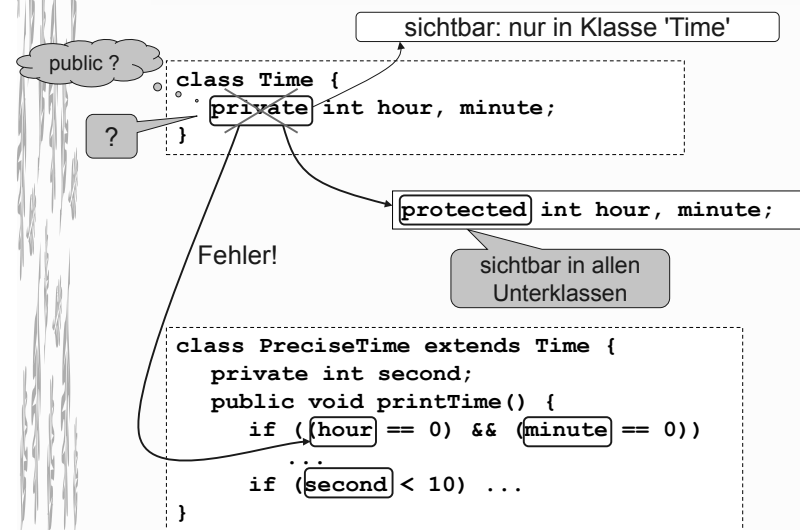 sichtbar: nur in Klasse 'Time'
public ?
class Time {
private int hour, minute;
?
}
protected int hour, minute;
Fehler!
sichtbar in allen
Unterklassen
class PreciseTime extends Time {
private int second;
public void printTime() {
if ((hour == 0) && (minute == 0))
...
if (second < 10) ...
}